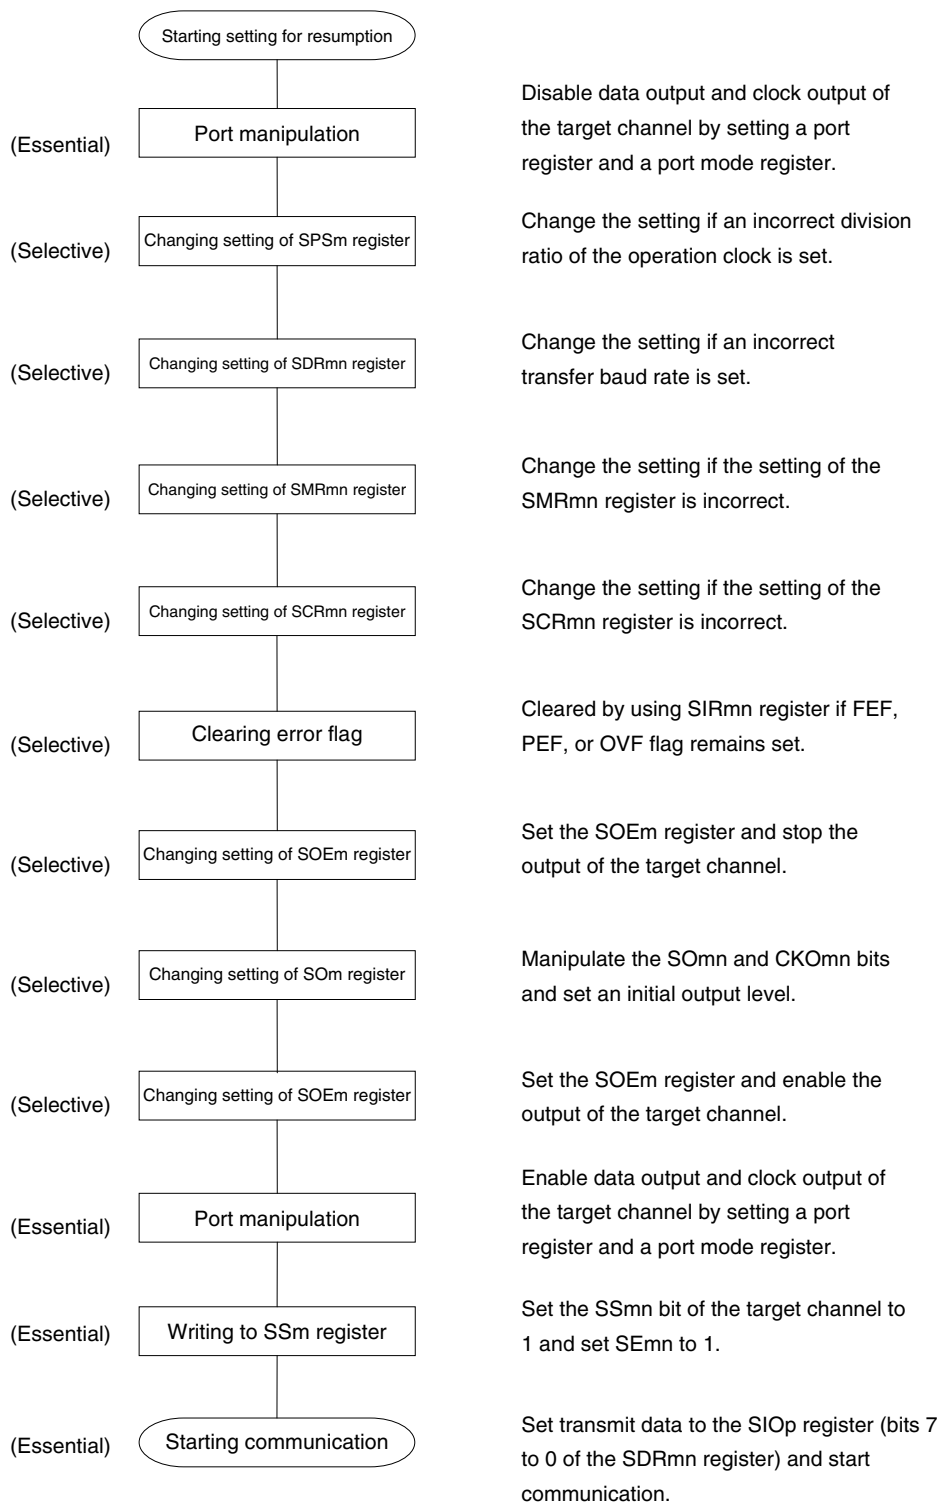 Starting setting for resumption
(Essential)
Port manipulation
Disable data output and clock output of
the target channel by setting a port
register and a port mode register.
(Selective)
Changing setting of SPSm register
Change the setting if an incorrect division
ratio of the operation clock is set.
(Selective)
Changing setting of SDRmn register
Change the setting if an incorrect
transfer baud rate is set.
(Selective)
Changing setting of SMRmn register
Change the setting if the setting of the
SMRmn register is incorrect.
(Selective)
Changing setting of SCRmn register
Change the setting if the setting of the
SCRmn register is incorrect.
(Selective)
Clearing error flag
Cleared by using SIRmn register if FEF,
PEF, or OVF flag remains set.
(Selective)
Changing setting of SOEm register
Set the SOEm register and stop the
output of the target channel.
(Selective)
Changing setting of SOm register
Manipulate the SOmn and CKOmn bits
and set an initial output level.
(Selective)
Changing setting of SOEm register
Set the SOEm register and enable the
output of the target channel.
(Essential)
Port manipulation
Enable data output and clock output of
the target channel by setting a port
register and a port mode register.
(Essential)
Writing to SSm register
Set the SSmn bit of the target channel to
1 and set SEmn to 1.
(Essential)
Starting communication
Set transmit data to the SIOp register (bits 7
to 0 of the SDRmn register) and start
communication.